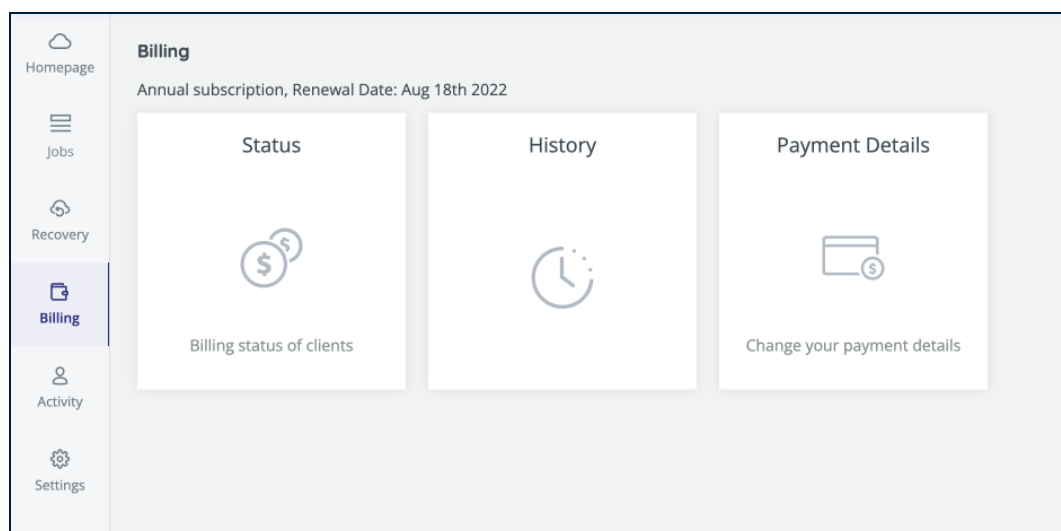 Homepage
Jobs
Recovery
Billing
Activity
Settings
Billing
Annual subscription, Renewal Date: Aug 18th 2022
Status
$ $
Billing status of clients
History
Payment Details
$
Change your payment details